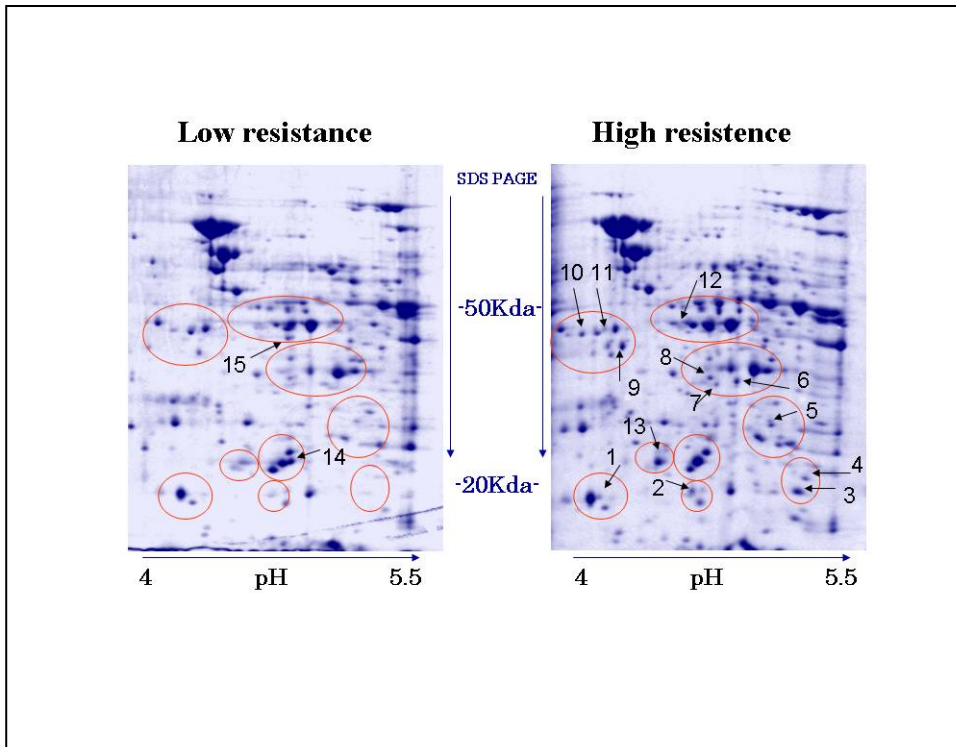 Low resistance
High resistence
SDS PAGE
10
11
12
-50Kda-
15
8
9
7
6
5
13
14
1
2
4
3
-20Kda-
4
pH
5.5
4
pH
5.5